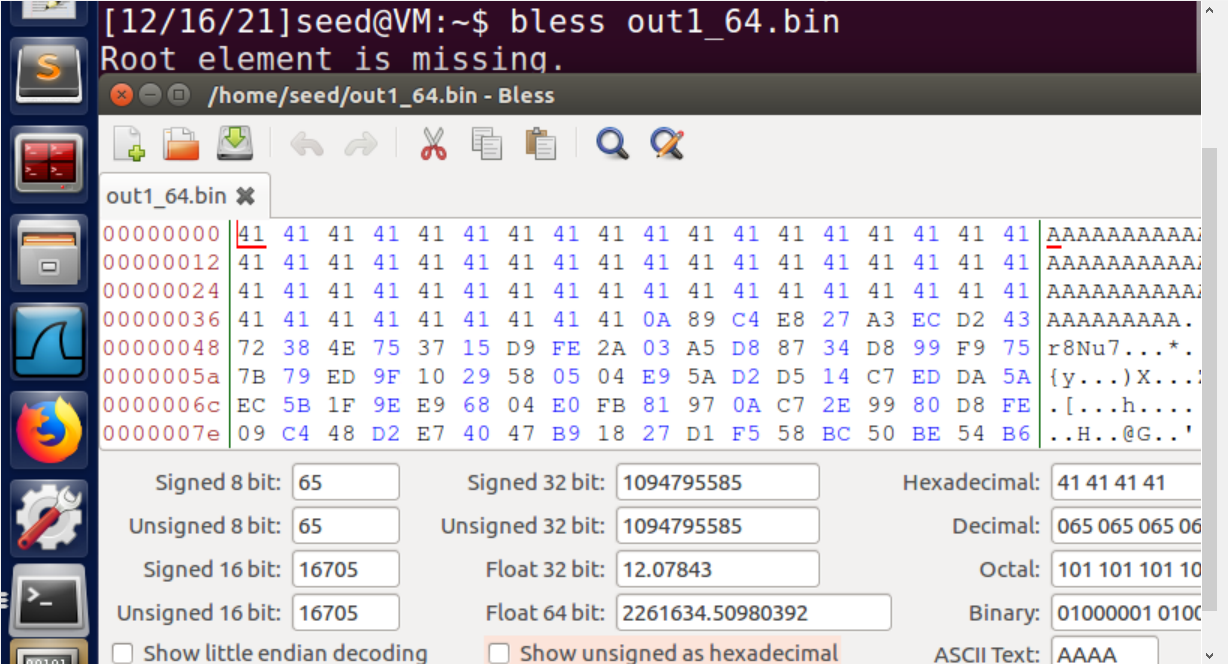 [12/16/21]seed@VM:~$ bless out1_64.bin
Root element is missing.
/home/seed/out1_64.bin - Bless
out1_64.bin
00000000 41 41 41 41 41 41 41 41 41 41 41 41 41 41 41 41 41 41 AAAAAAAAAAA
00000012 41 41 41 41 41 41 41 41 41 41 41 41 41 41 41 41 41 41 AAAAAAAAAAA
00000024 41 41 41 41 41 41 41 41 41 41 41 41 41 41 41 41 41 41 AAAAAAAAAAA
00000036 41 41 41 41 41 41 41 41 41 0A 89 C4 E8 27 A3 EC D2 43 AAAAAAAAA.
00000048 72 38 4E 75 37 15 D9 FE 2A 03 A5 D8 87 34 D8 99 F9 75 r8Nu7...*.
0000005a 7B 79 ED 9F 10 29 58 05 04 E9 5A D2 D5 14 C7 ED DA 5A {y...)X...
0000006c EC 5B 1F 9E E9 68 04 E0 FB 81 97 0A C7 2E 99 80 D8 FE .[...h....
0000007e 09 C4 48 D2 E7 40 47 B9 18 27 D1 F5 58 BC 50 BE 54 B6 ..H..@G..'
Signed 8 bit: 65 Signed 32 bit: 1094795585 Hexadecimal: 41 41 41 41
Unsigned 8 bit: 65 Unsigned 32 bit: 1094795585 Decimal: 065 065 065 06
Signed 16 bit: 16705 Float 32 bit: 12.07843 Octal: 101 101 101 10
Unsigned 16 bit: 16705 Float 64 bit: 2261634.50980392 Binary: 01000001 0100
Show little endian decoding Show unsigned as hexadecimal ASCII Text: AAAA